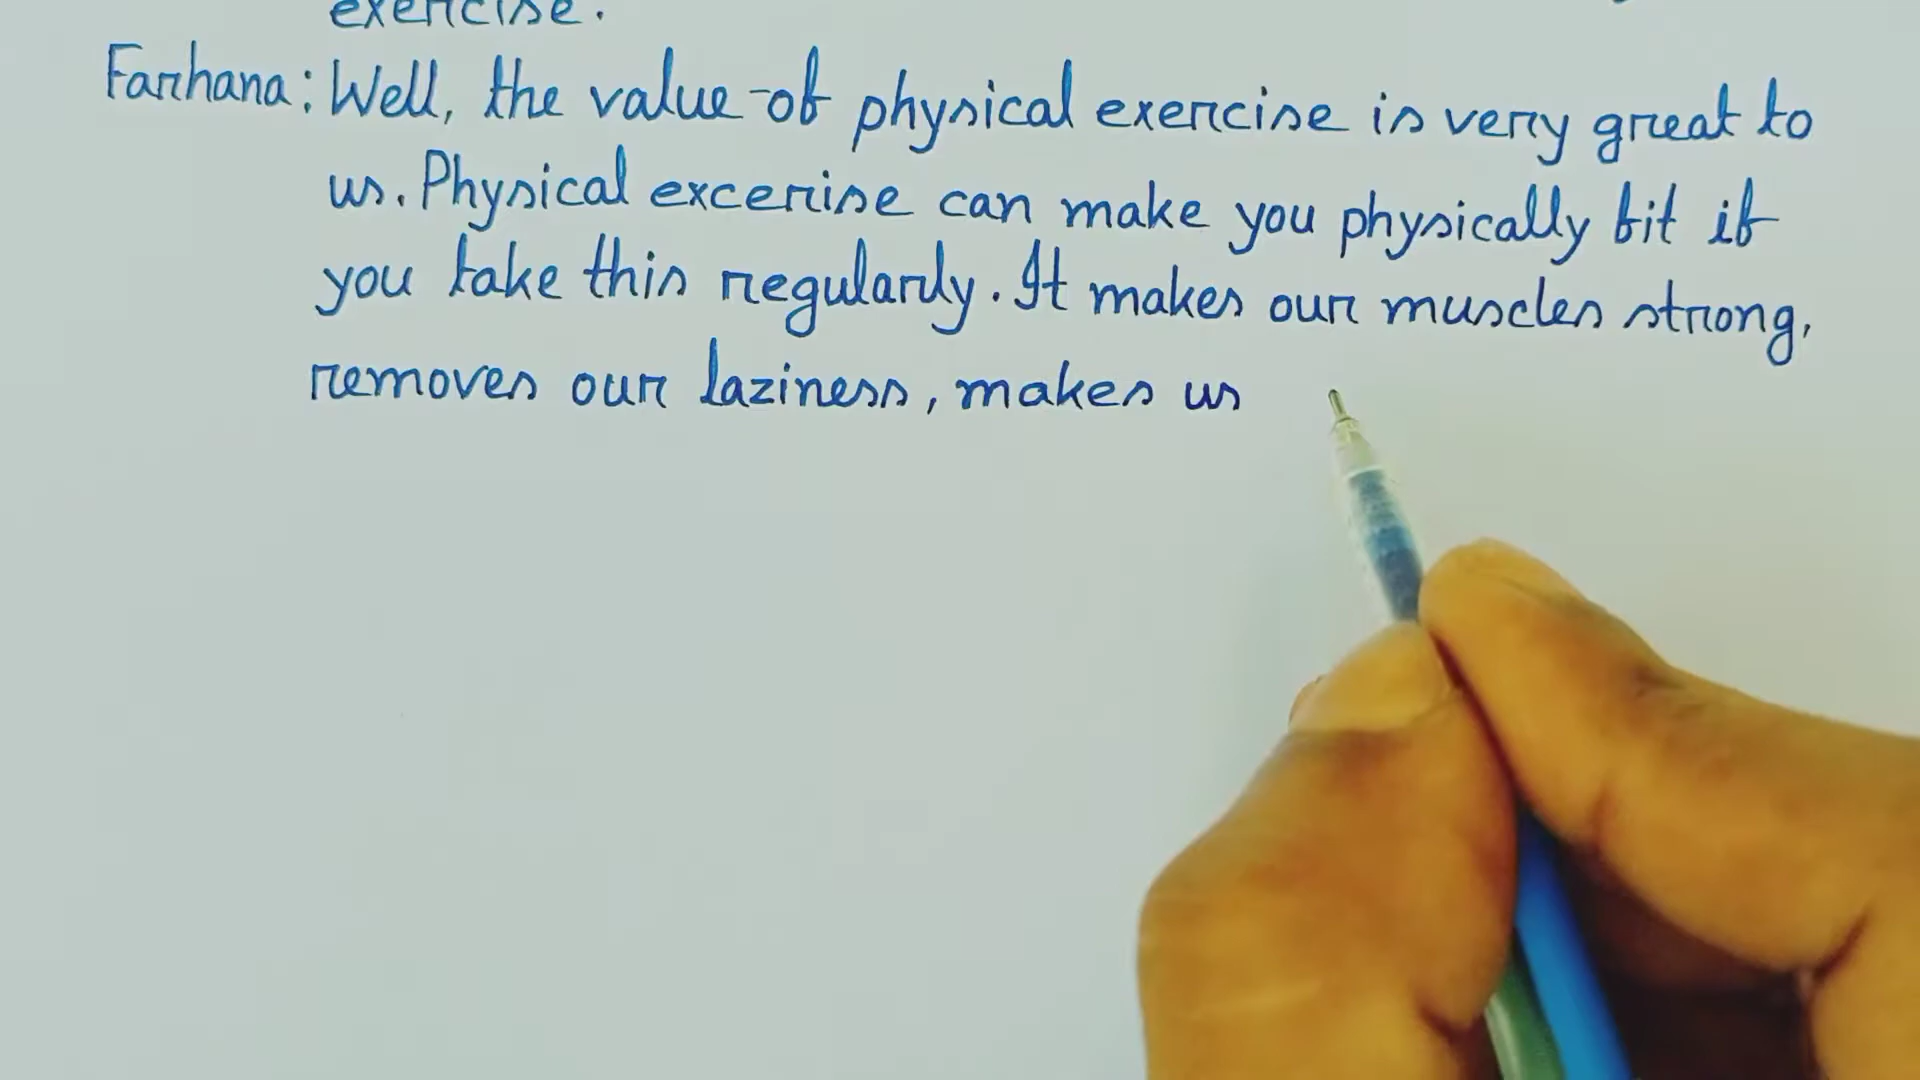 exercise.
Farhana: Well, the value of physical exercise is very great to
us. Physical excerise can make you physically fit if
you take this regularly. It makes our muscles strong,
removes our laziness, makes us